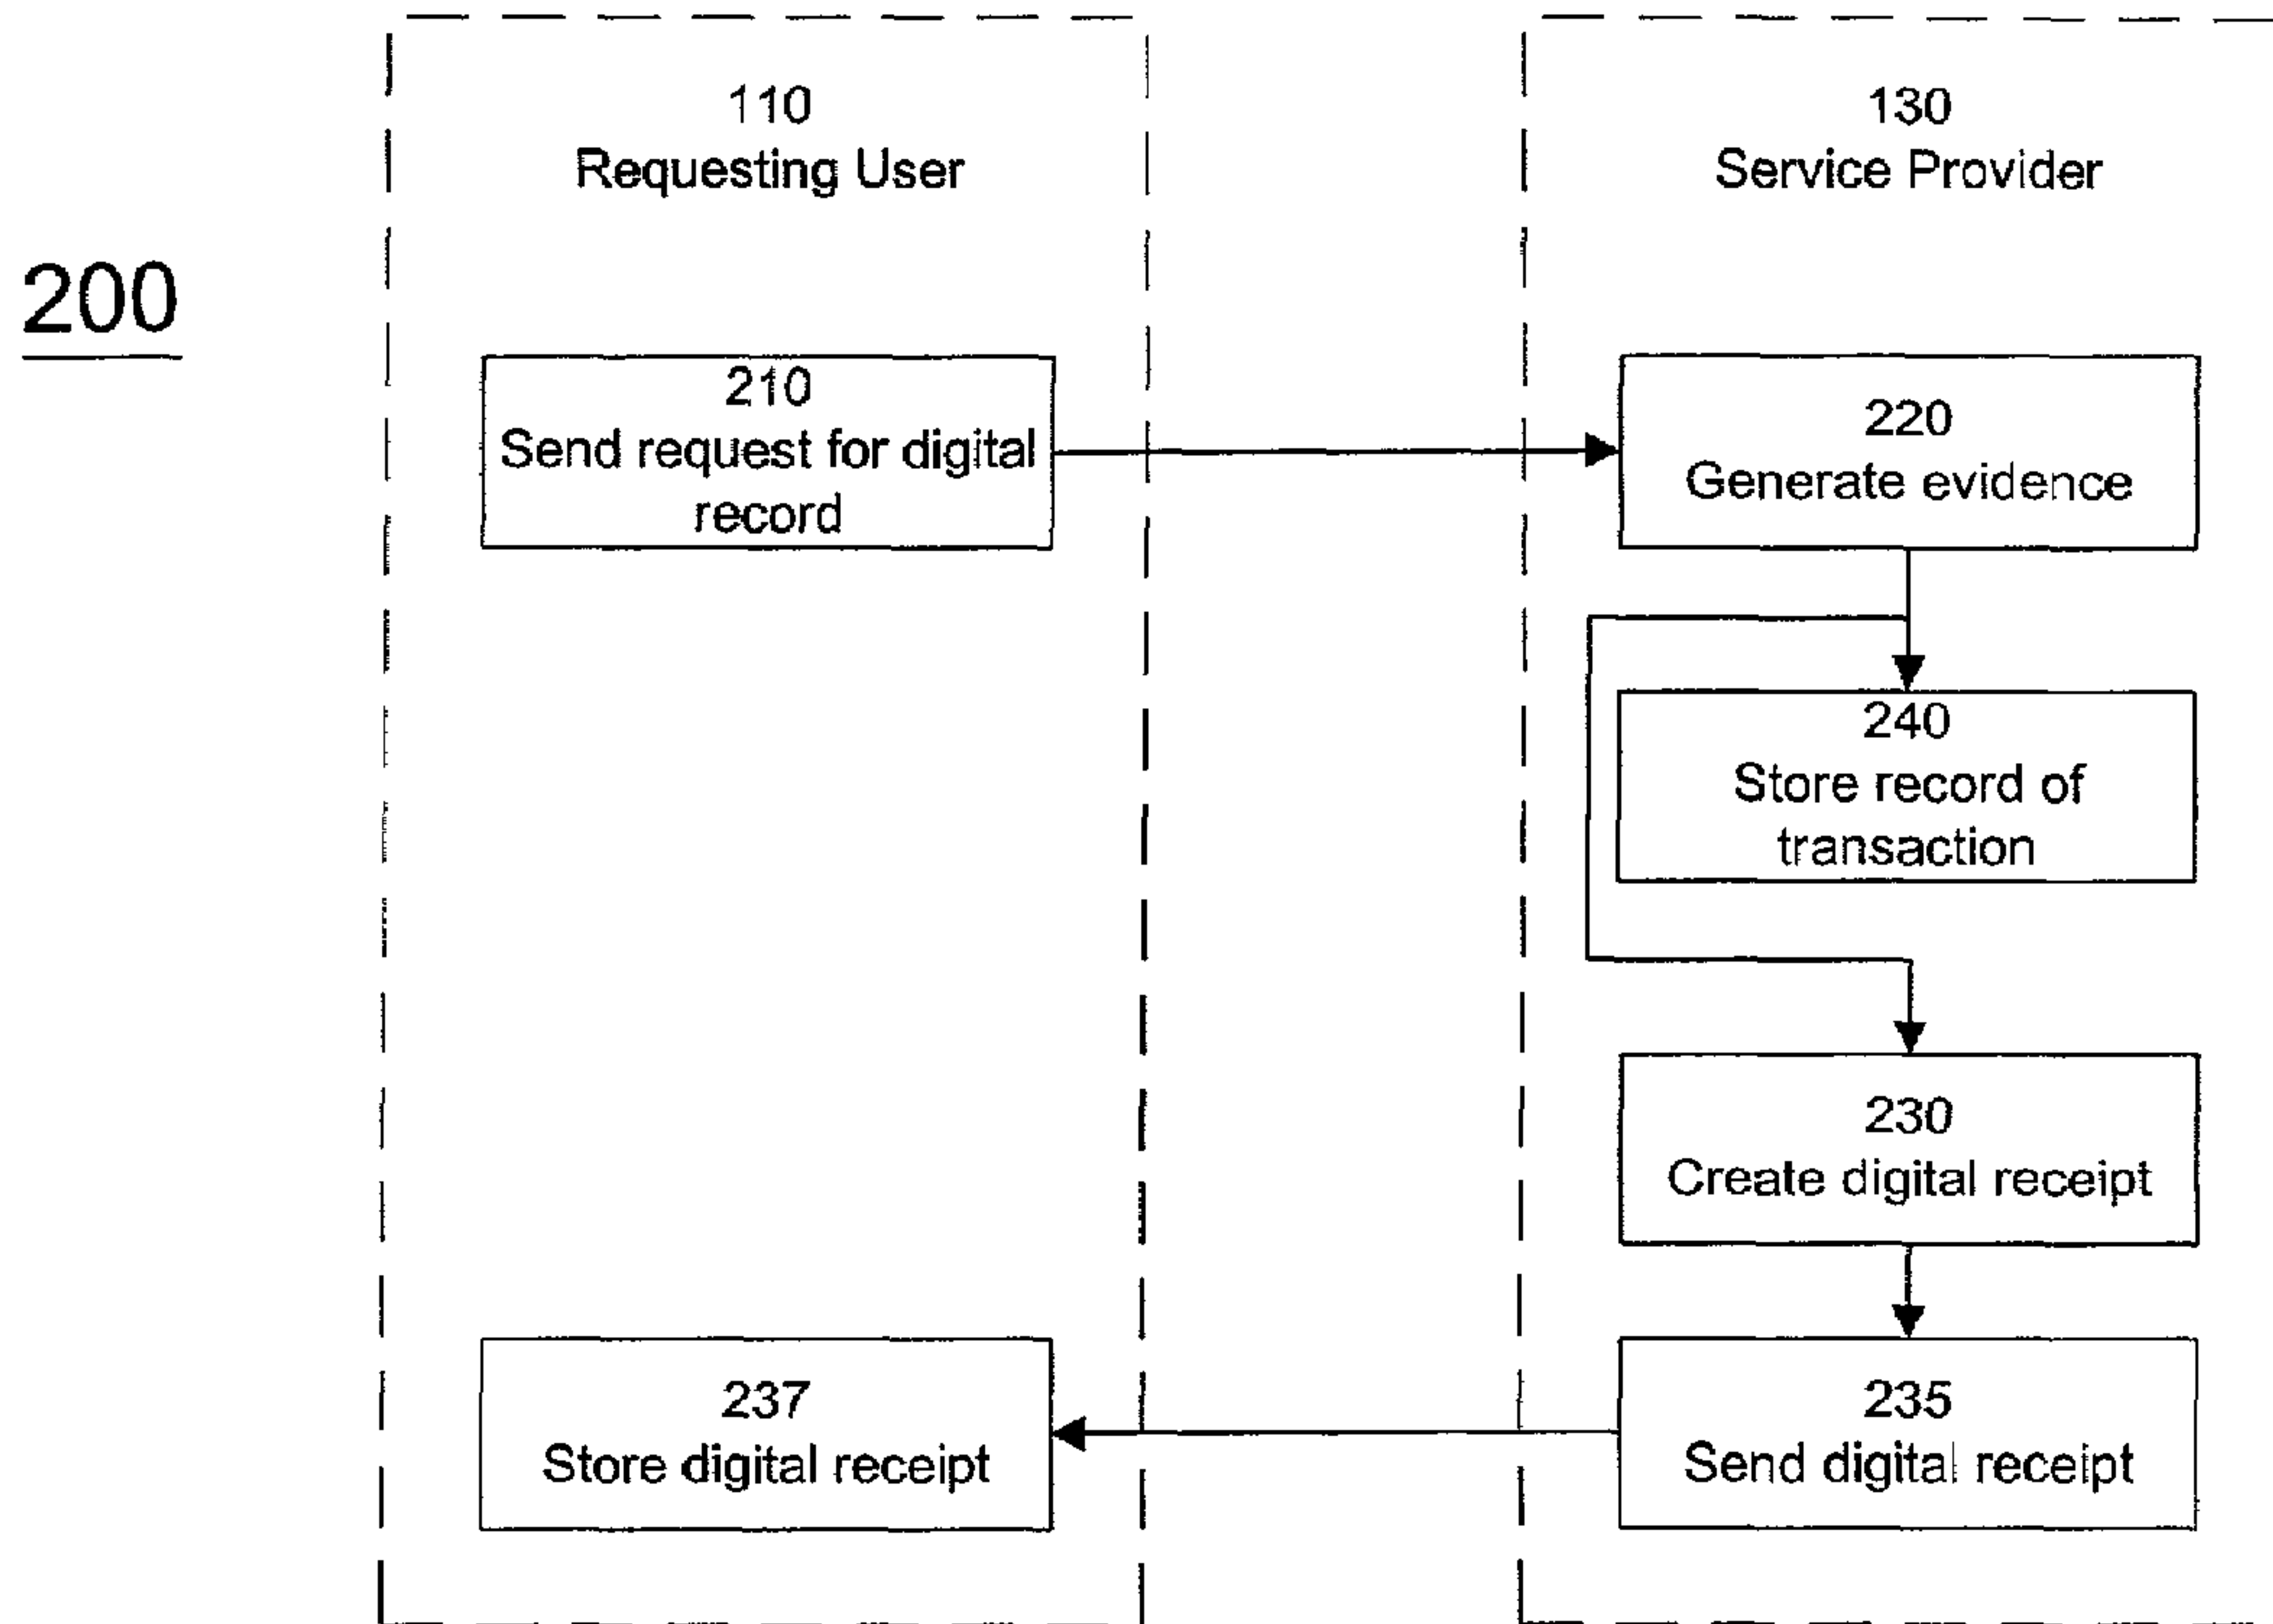 200
110
Requesting User
210
Send request for digital
record
237
Store digital receipt
130
Service Provider
220
Generate evidence
240
Store record of
transaction
230
Create digital receipt
235
Send digital receipt